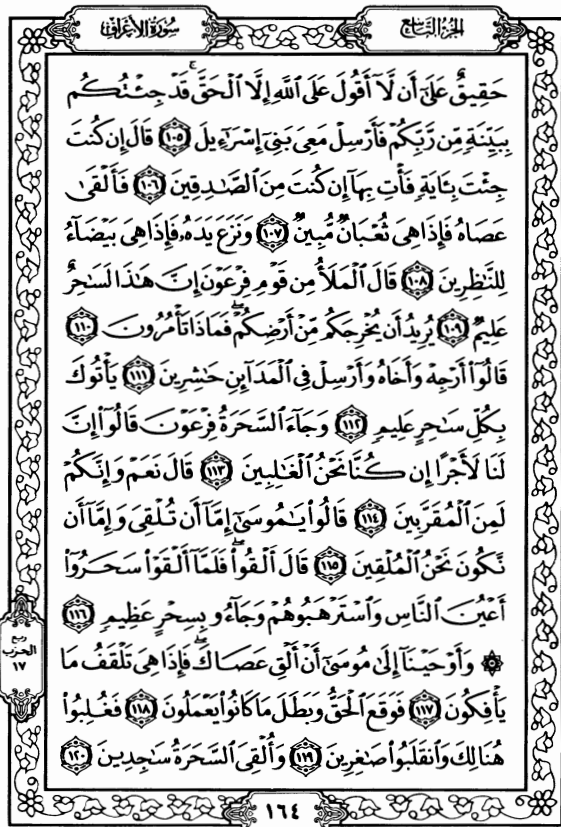 الجزء التاسع
سورة الأعراف
حَقِيقٌ عَلَىٰٓ أَن لَّآ أَقُولَ عَلَى ٱللَّهِ إِلَّا ٱلْحَقَّۚ قَدْ جِئْتُكُم
بِبَيِّنَةٍ مِّن رَّبِّكُمْ فَأَرْسِلْ مَعِىَ بَنِىٓ إِسْرَٰٓءِيلَ ١٠٥ قَالَ إِن كُنتَ
جِئْتَ بِـَٔايَةٍ فَأْتِ بِهَآ إِن كُنتَ مِنَ ٱلصَّـٰدِقِينَ ١٠٦ فَأَلْقَىٰ
عَصَاهُ فَإِذَا هِىَ ثُعْبَانٌ مُّبِينٌ ١٠٧ وَنَزَعَ يَدَهُۥ فَإِذَا هِىَ بَيْضَآءُ
لِلنَّـٰظِرِينَ ١٠٨ قَالَ ٱلْمَلَأُ مِن قَوْمِ فِرْعَوْنَ إِنَّ هَـٰذَا لَسَـٰحِرٌ
عَلِيمٌ ١٠٩ يُرِيدُ أَن يُخْرِجَكُم مِّنْ أَرْضِكُمْۖ فَمَاذَا تَأْمُرُونَ ١١٠
قَالُوٓا۟ أَرْجِهْ وَأَخَاهُ وَأَرْسِلْ فِى ٱلْمَدَآئِنِ حَـٰشِرِينَ ١١١ يَأْتُوكَ
بِكُلِّ سَـٰحِرٍ عَلِيمٍ ١١٢ وَجَآءَ ٱلسَّحَرَةُ فِرْعَوْنَ قَالُوٓا۟ إِنَّ
لَنَا لَأَجْرًا إِن كُنَّا نَحْنُ ٱلْغَـٰلِبِينَ ١١٣ قَالَ نَعَمْ وَإِنَّكُمْ
لَمِنَ ٱلْمُقَرَّبِينَ ١١٤ قَالُوا۟ يَـٰمُوسَىٰٓ إِمَّآ أَن تُلْقِىَ وَإِمَّآ أَن
نَّكُونَ نَحْنُ ٱلْمُلْقِينَ ١١٥ قَالَ أَلْقُوا۟ۖ فَلَمَّآ أَلْقَوْا۟ سَحَرُوٓا۟
أَعْيُنَ ٱلنَّاسِ وَٱسْتَرْهَبُوهُمْ وَجَآءُو بِسِحْرٍ عَظِيمٍ ١١٦
۞ وَأَوْحَيْنَآ إِلَىٰ مُوسَىٰٓ أَنْ أَلْقِ عَصَاكَۖ فَإِذَا هِىَ تَلْقَفُ مَا
يَأْفِكُونَ ١١٧ فَوَقَعَ ٱلْحَقُّ وَبَطَلَ مَا كَانُوا۟ يَعْمَلُونَ ١١٨ فَغُلِبُوا۟
هُنَالِكَ وَٱنقَلَبُوا۟ صَـٰغِرِينَ ١١٩ وَأُلْقِىَ ٱلسَّحَرَةُ سَـٰجِدِينَ ١٢٠
ربع
الحزب
١٧
١٦٤